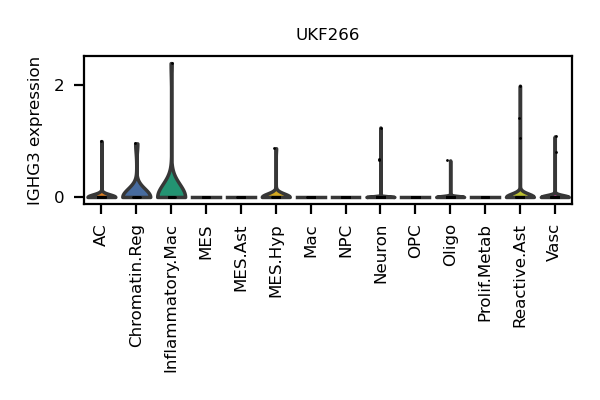 UKF266
IGHG3 expression
2
0
AC
Chromatin.Reg
Inflammatory.Mac
MES
MES.Ast
MES.Hyp
Mac
NPC
Neuron
OPC
Oligo
Prolif.Metab
Reactive.Ast
Vasc